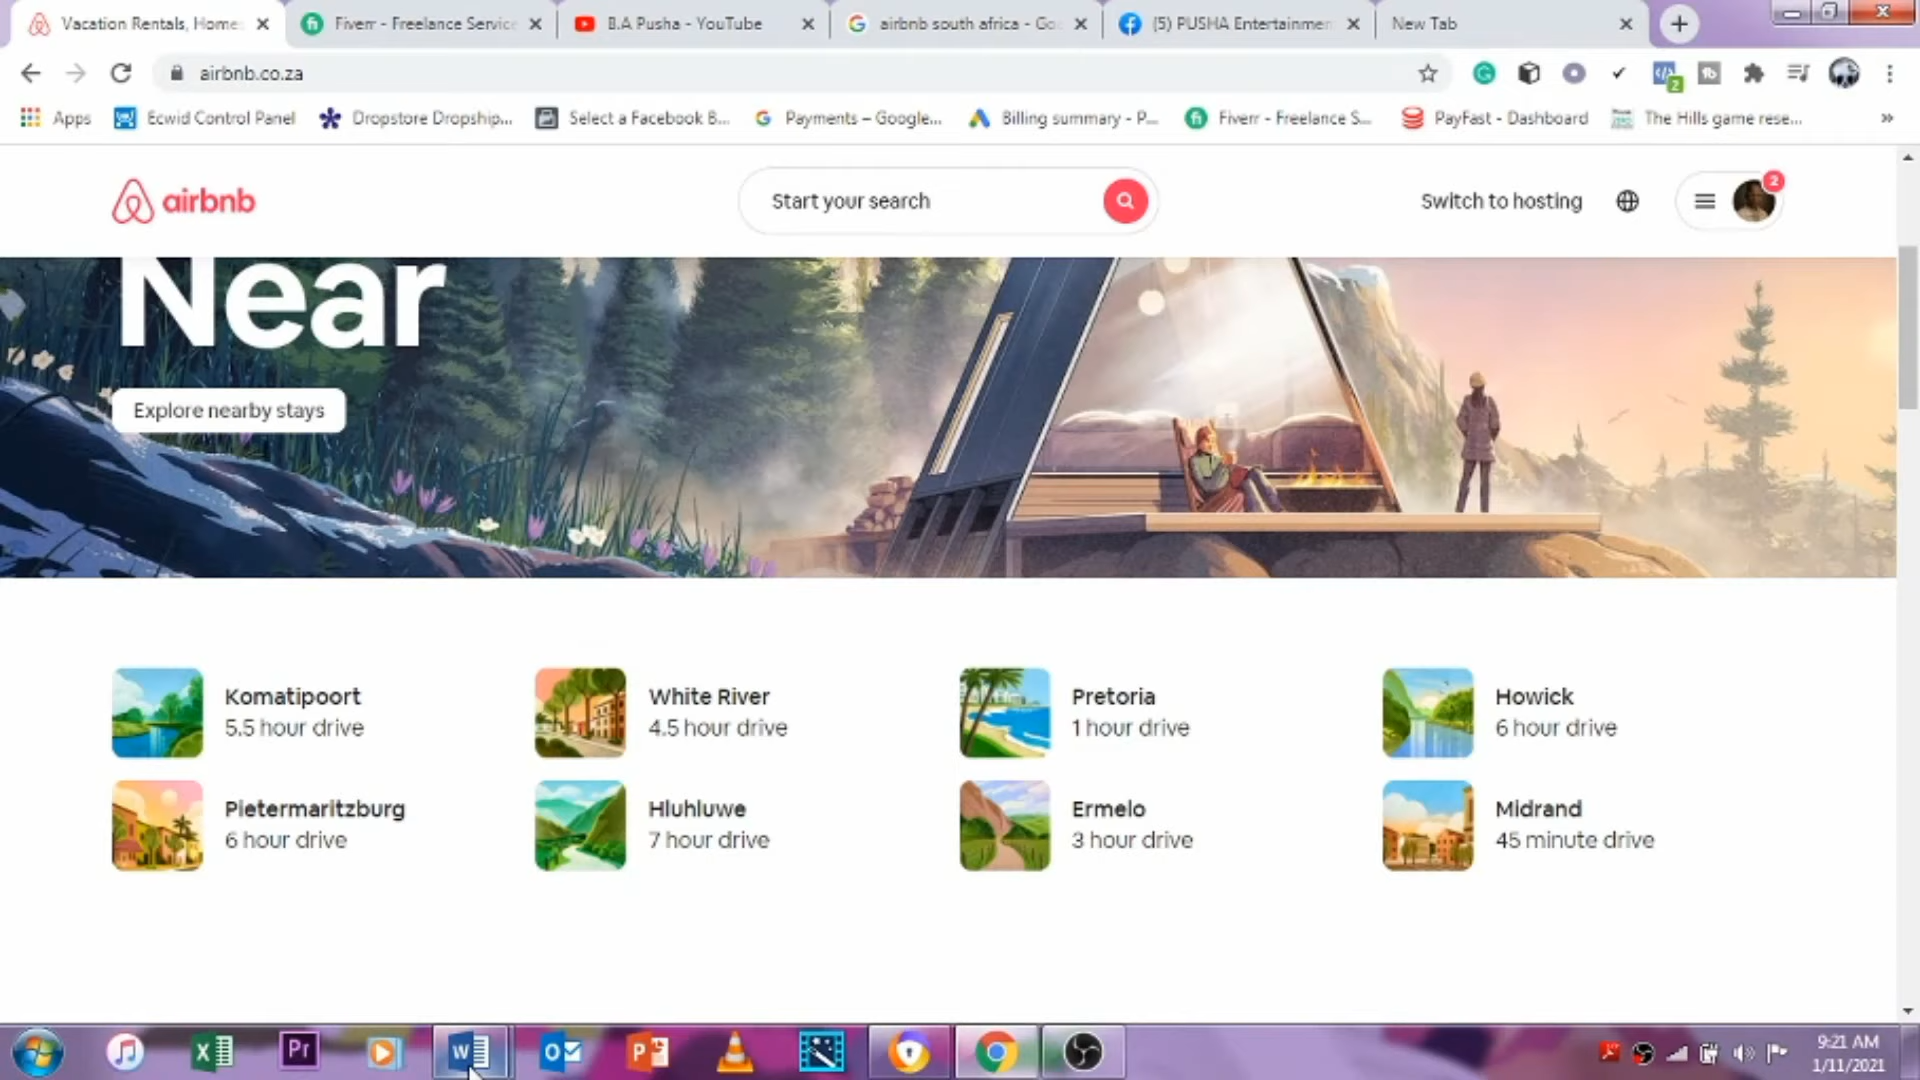 Vacation Rentals, Home
Fiverr - Freelance Service
B.A Pusha - YouTube
airbnb south africa - Go
(5) PUSHA Entertainmen
New Tab
airbnb.co.za
2
Apps
Ecwid Control Panel
Dropstore Dropship...
Select a Facebook B...
Payments – Google...
Billing summary - P...
Fiverr - Freelance S...
PayFast - Dashboard
The Hills game rese...
»
airbnb
Start your search
Switch to hosting
2
Near
Explore nearby stays
Komatipoort
5.5 hour drive
White River
4.5 hour drive
Pretoria
1 hour drive
Howick
6 hour drive
Pietermaritzburg
6 hour drive
Hluhluwe
7 hour drive
Ermelo
3 hour drive
Midrand
45 minute drive
Pr
9:21 AM
1/11/2021